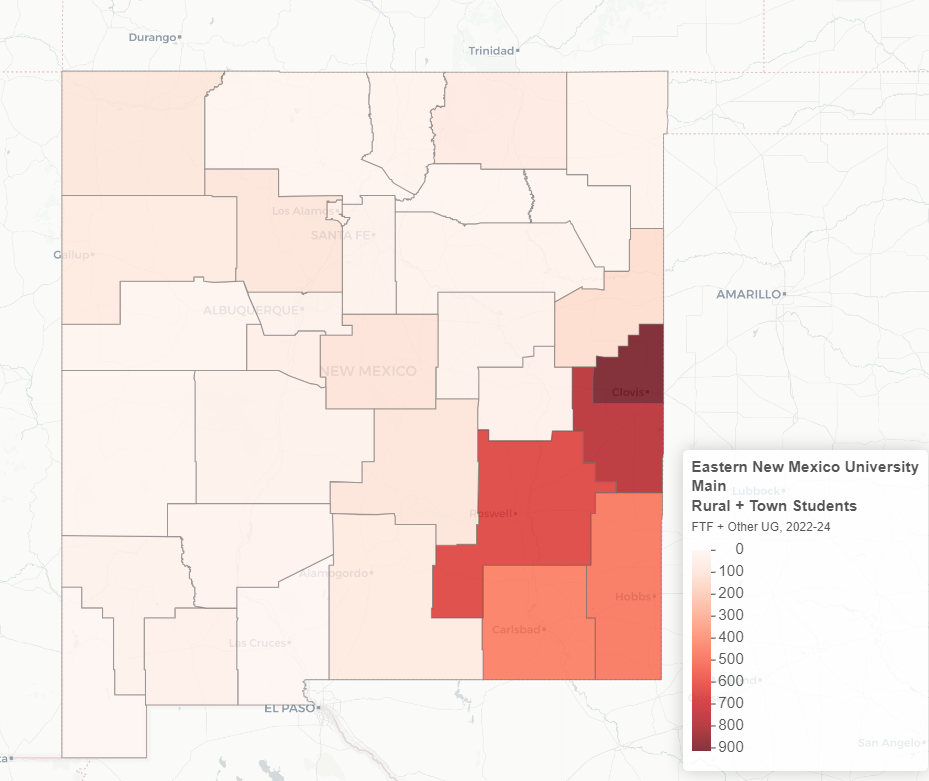 Durango
Trinidad
Los Alamos
SANTA FE
Gallup
AMARILLO
ALBUQUERQUE
NEW MEXICO
Clovis
Eastern New Mexico University
Main
Rural + Town Students
FTF + Other UG, 2022-24
Lubbock
Roswell
0
100
200
300
400
500
600
700
800
900
Alamogordo
Hobbs
Carlsbad
Las Cruces
EL PASO
San Angelo